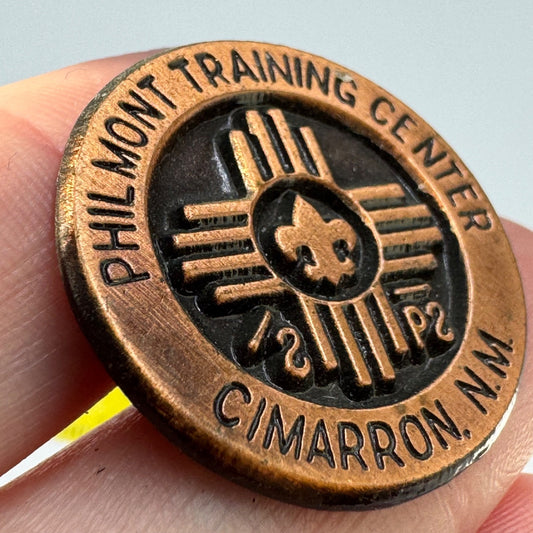 PHILMONT TRAINING CENTER
CIMARRON, N.M.